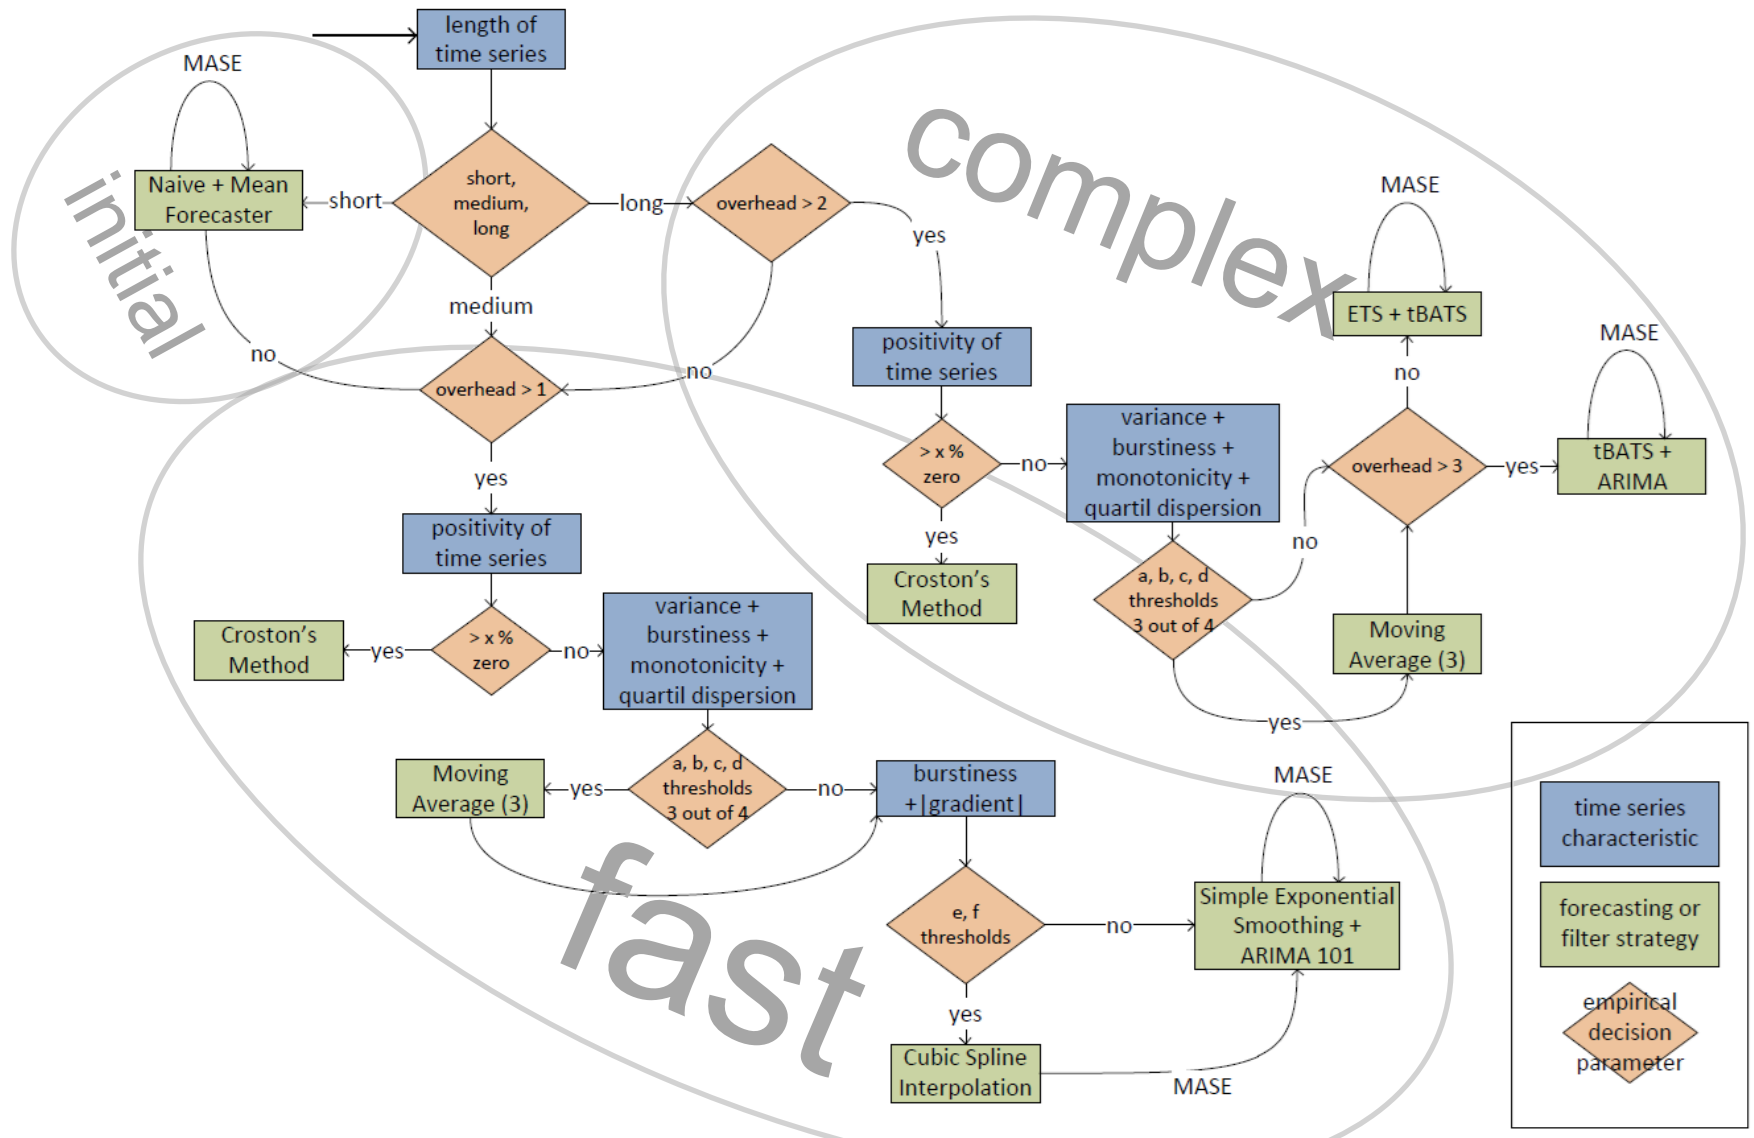 length of
time series
MASE
initial
Naive + Mean
Forecaster
short
short,
medium,
long
long
overhead > 2
yes
complex
MASE
ETS + tBATS
medium
no
overhead > 1
no
positivity of
time series
no
MASE
variance +
burstiness +
monotonicity +
quartil dispersion
> x %
zero
no
overhead > 3
yes
tBATS +
ARIMA
yes
yes
no
positivity of
time series
Croston's
Method
a, b, c, d
thresholds
3 out of 4
Moving
Average (3)
yes
Croston's
Method
yes
> x %
zero
no
variance +
burstiness +
monotonicity +
quartil dispersion
Moving
Average (3)
yes
a, b, c, d
thresholds
3 out of 4
no
burstiness
+|gradient|
MASE
fast
e, f
thresholds
no
Simple Exponential
Smoothing +
ARIMA 101
yes
Cubic Spline
Interpolation
MASE
time series
characteristic
forecasting or
filter strategy
empirical
decision
parameter